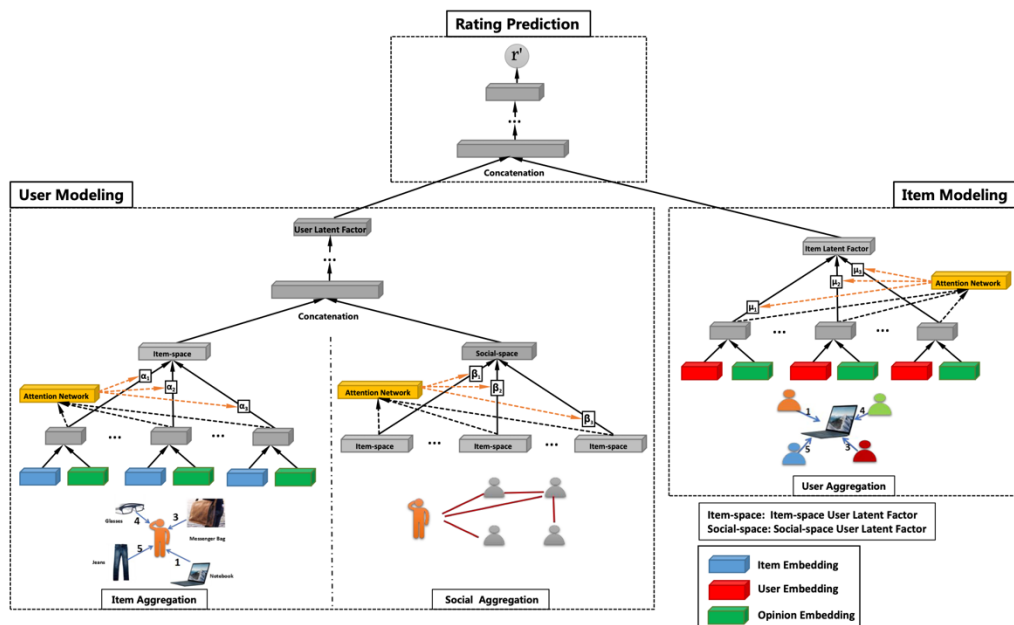 Rating Prediction
r'
...
Concatenation
User Modeling
Item Modeling
User Latent Factor
...
Concatenation
Item Latent Factor
μ₁
μ₂
μ₃
Attention Network
...
...
Item-space
Social-space
α₁
α₂
α₃
Attention Network
β₁
β₂
β₃
Attention Network
...
...
Item-space
...
Item-space
...
Item-space
Glasses
4
3
Messenger Bag
Jeans
5
1
Notebook
1
4
5
3
Item Aggregation
Social Aggregation
User Aggregation
Item-space: Item-space User Latent Factor
Social-space: Social-space User Latent Factor
Item Embedding
User Embedding
Opinion Embedding